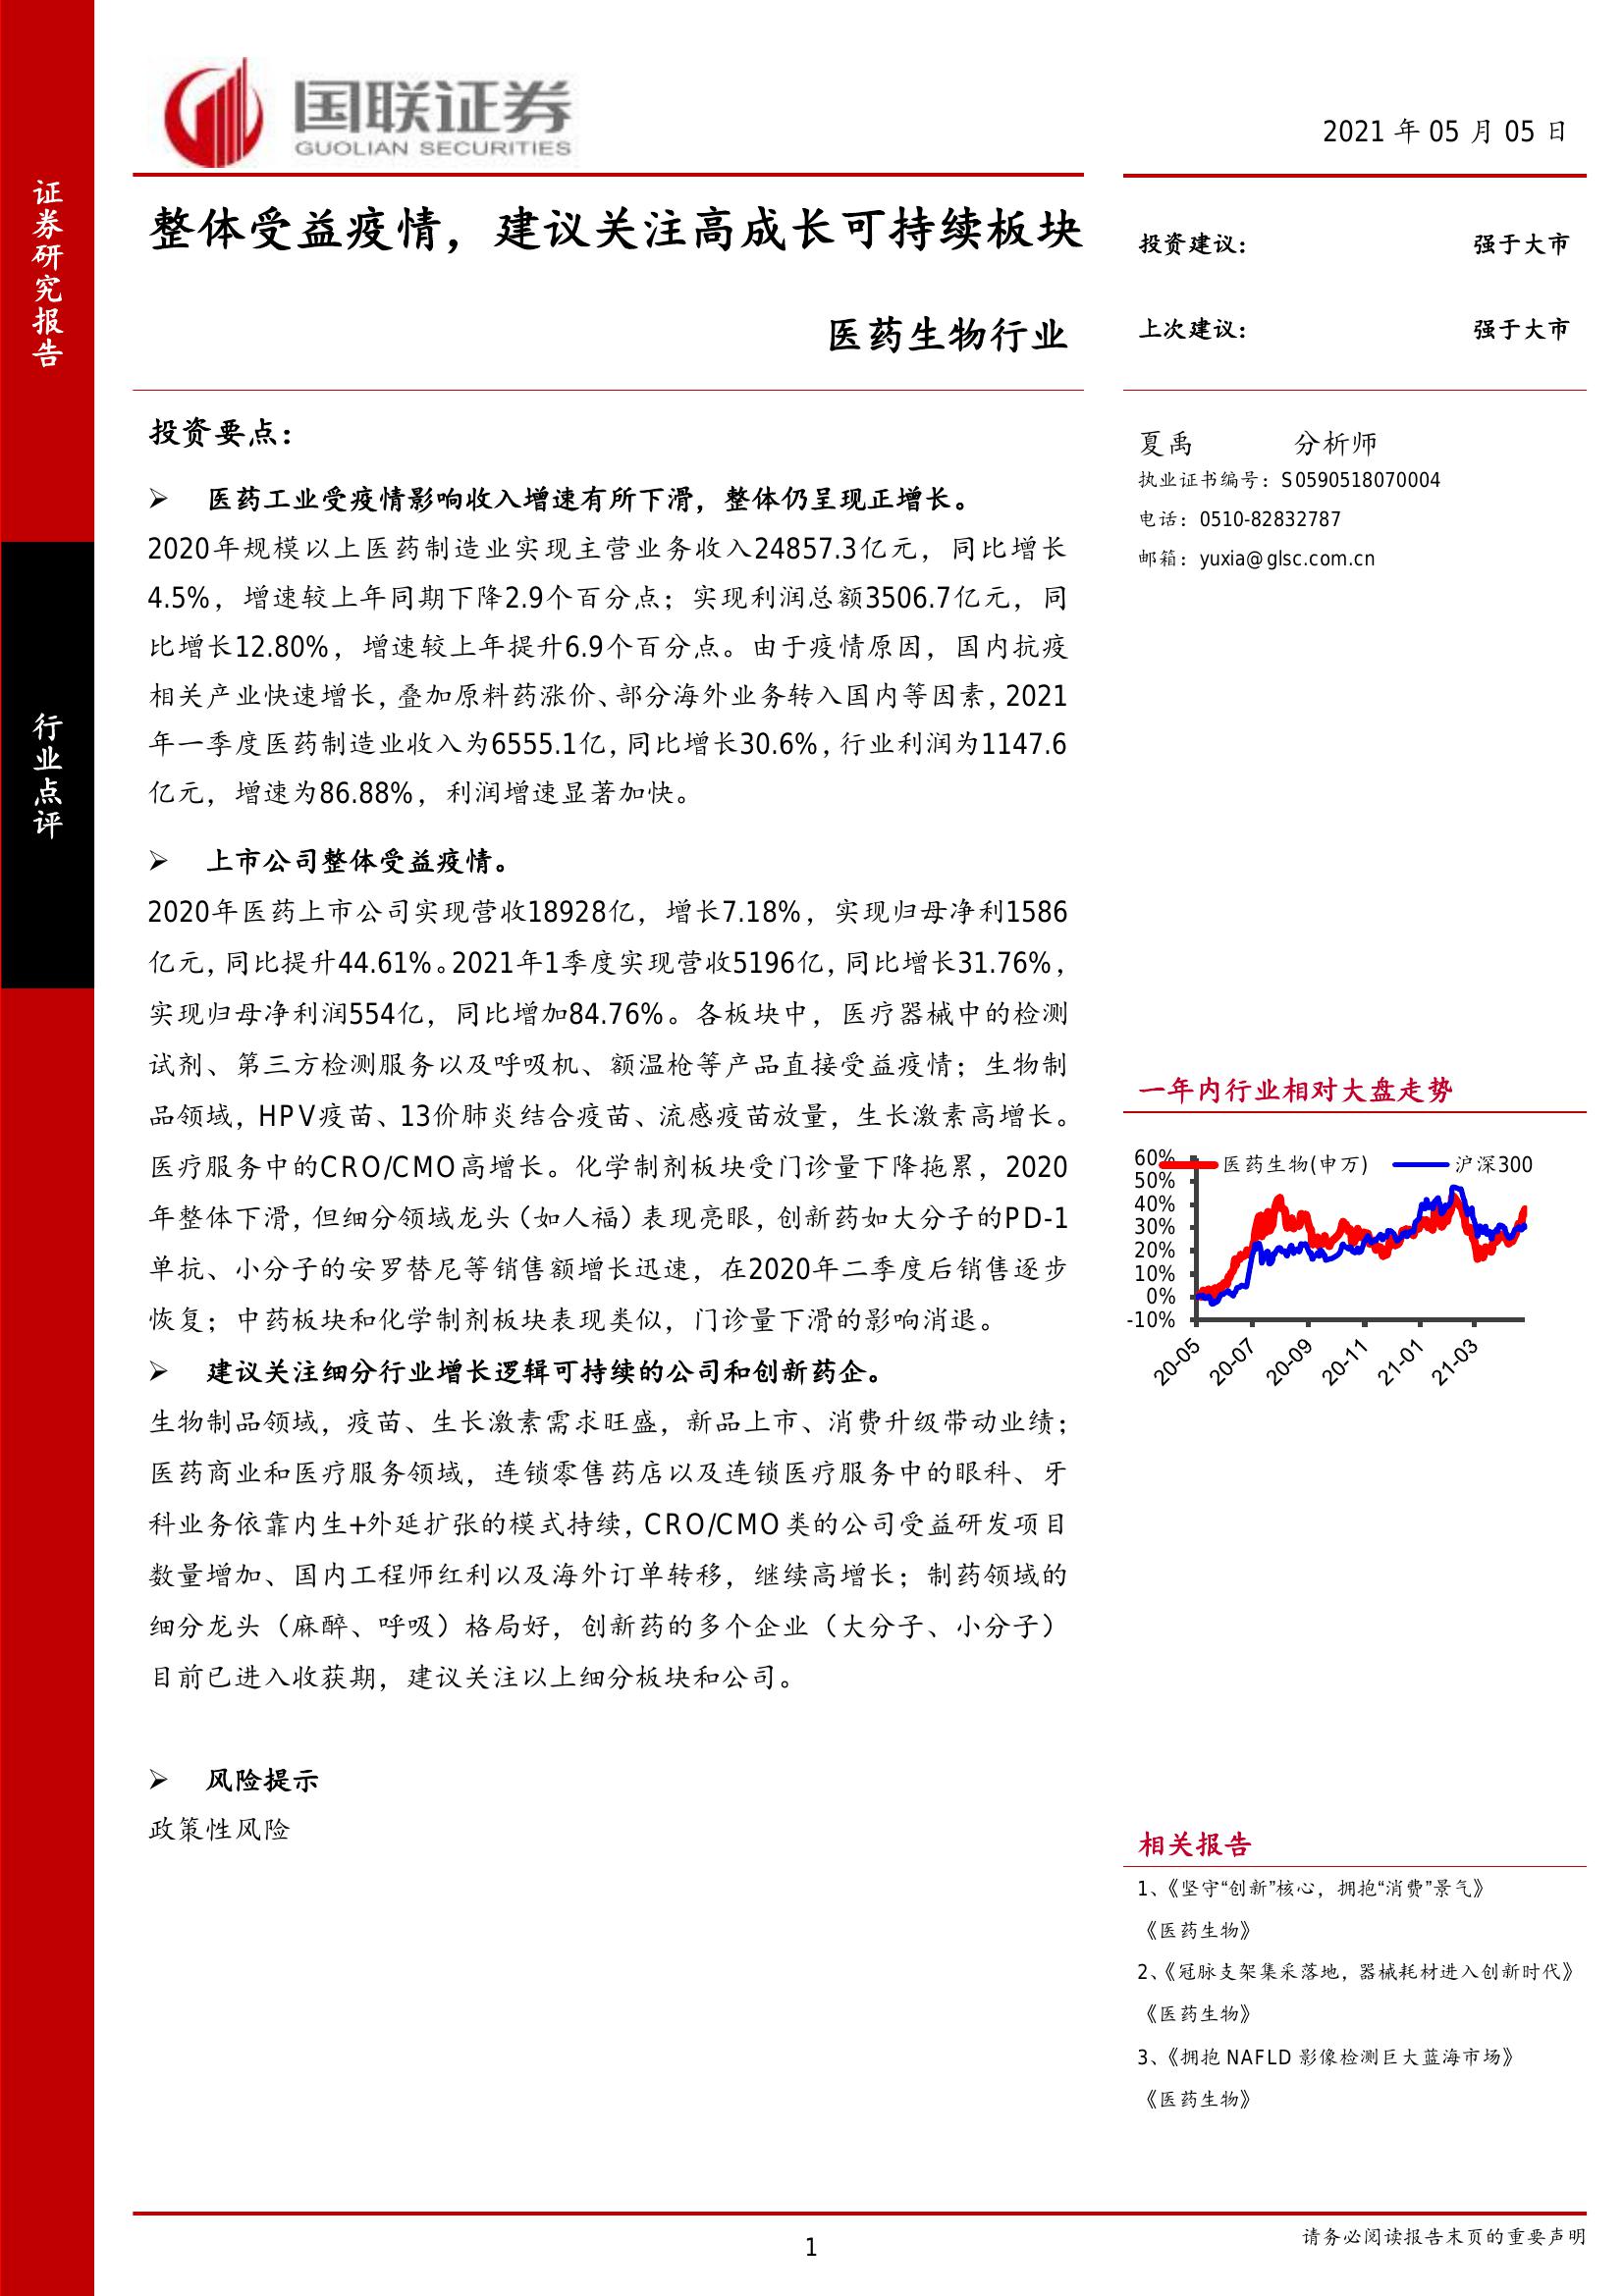 证券研究报告
行业点评
国联证券
GUOLIAN SECURITIES
2021 年 05 月 05 日
整体受益疫情，建议关注高成长可持续板块
医药生物行业
投资建议： 强于大市
上次建议： 强于大市
投资要点：
➢ 医药工业受疫情影响收入增速有所下滑，整体仍呈现正增长。
2020年规模以上医药制造业实现主营业务收入24857.3亿元，同比增长
4.5%，增速较上年同期下降2.9个百分点；实现利润总额3506.7亿元，同
比增长12.80%，增速较上年提升6.9个百分点。由于疫情原因，国内抗疫
相关产业快速增长，叠加原料药涨价、部分海外业务转入国内等因素，2021
年一季度医药制造业收入为6555.1亿，同比增长30.6%，行业利润为1147.6
亿元，增速为86.88%，利润增速显著加快。
➢ 上市公司整体受益疫情。
2020年医药上市公司实现营收18928亿，增长7.18%，实现归母净利1586
亿元，同比提升44.61%。2021年1季度实现营收5196亿，同比增长31.76%，
实现归母净利润554亿，同比增加84.76%。各板块中，医疗器械中的检测
试剂、第三方检测服务以及呼吸机、额温枪等产品直接受益疫情；生物制
品领域，HPV疫苗、13价肺炎结合疫苗、流感疫苗放量，生长激素高增长。
医疗服务中的CRO/CMO高增长。化学制剂板块受门诊量下降拖累，2020
年整体下滑，但细分领域龙头（如人福）表现亮眼，创新药如大分子的PD-1
单抗、小分子的安罗替尼等销售额增长迅速，在2020年二季度后销售逐步
恢复；中药板块和化学制剂板块表现类似，门诊量下滑的影响消退。
➢ 建议关注细分行业增长逻辑可持续的公司和创新药企。
生物制品领域，疫苗、生长激素需求旺盛，新品上市、消费升级带动业绩；
医药商业和医疗服务领域，连锁零售药店以及连锁医疗服务中的眼科、牙
科业务依靠内生+外延扩张的模式持续，CRO/CMO类的公司受益研发项目
数量增加、国内工程师红利以及海外订单转移，继续高增长；制药领域的
细分龙头（麻醉、呼吸）格局好，创新药的多个企业（大分子、小分子）
目前已进入收获期，建议关注以上细分板块和公司。
➢ 风险提示
政策性风险
夏禹 分析师
执业证书编号：S0590518070004
电话：0510-82832787
邮箱：yuxia@glsc.com.cn
一年内行业相对大盘走势
医药生物(申万) 沪深300
60%
50%
40%
30%
20%
10%
0%
-10%
20-05 20-07 20-09 20-11 21-01 21-03
相关报告
1、《坚守“创新”核心，拥抱“消费”景气》
《医药生物》
2、《冠脉支架集采落地，器械耗材进入创新时代》
《医药生物》
3、《拥抱 NAFLD 影像检测巨大蓝海市场》
《医药生物》
1
请务必阅读报告末页的重要声明